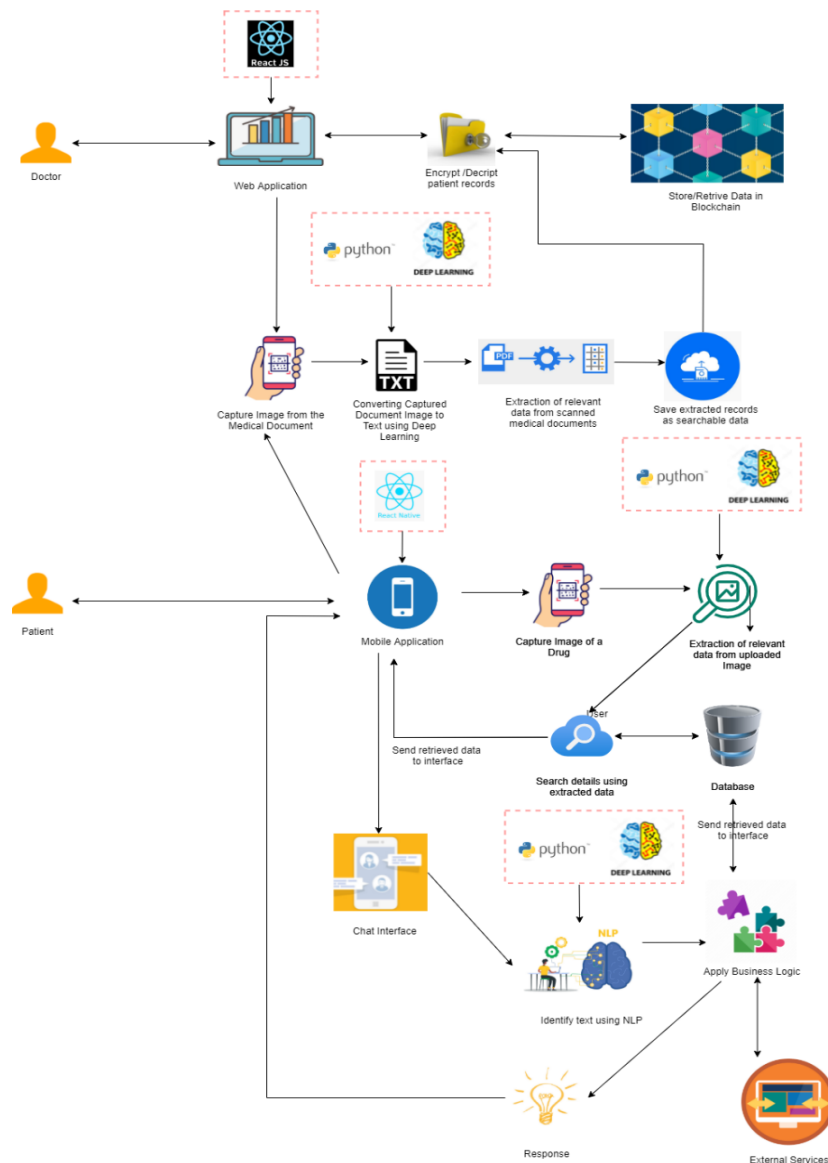 React JS
Doctor
Web Application
Encrypt /Decript
patient records
Store/Retrive Data in
Blockchain
python™
DEEP LEARNING
TXT
PDF
Capture Image from the
Medical Document
Converting Captured
Document Image to
Text using Deep
Learning
Extraction of relevant
data from scanned
medical documents
Save extracted records
as searchable data
React Native
python™
DEEP LEARNING
Patient
Mobile Application
Capture Image of a
Drug
Extraction of relevant
data from uploaded
Image
User
Send retrieved data
to interface
Search details using
extracted data
Database
Send retrieved data
to interface
python™
DEEP LEARNING
Chat Interface
NLP
Identify text using NLP
Apply Business Logic
Response
External Services